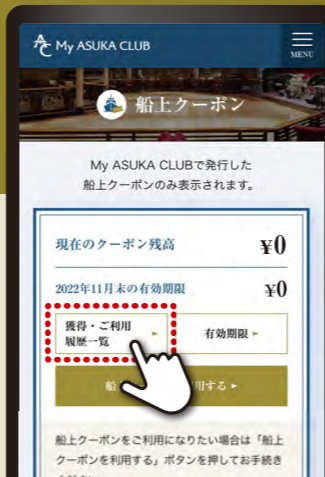 My ASUKA CLUB
MENU
船上クーポン
My ASUKA CLUBで発行した
船上クーポンのみ表示されます。
現在のクーポン残高 ¥0
2022年11月末の有効期限 ¥0
獲得・ご利用
履歴一覧
有効期限
船 用する
船上クーポンをご利用になりたい場合は「船上
クーポンを利用する」ボタンを押してお手続き